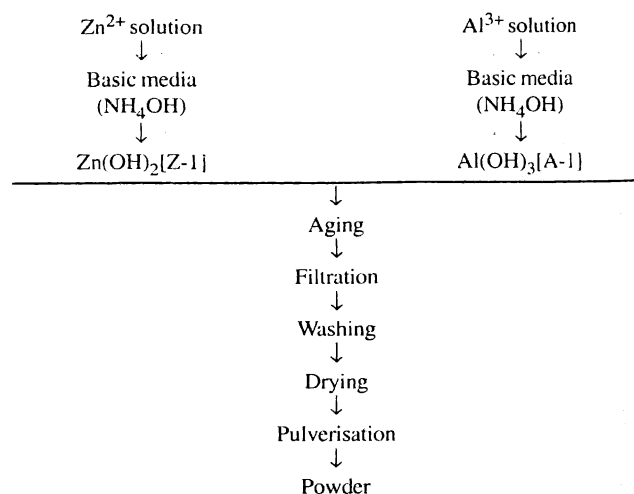 Zn²⁺ solution Al³⁺ solution
↓ ↓
Basic media Basic media
(NH₄OH) (NH₄OH)
↓ ↓
Zn(OH)₂[Z-1] Al(OH)₃[A-1]
↓
Aging
↓
Filtration
↓
Washing
↓
Drying
↓
Pulverisation
↓
Powder